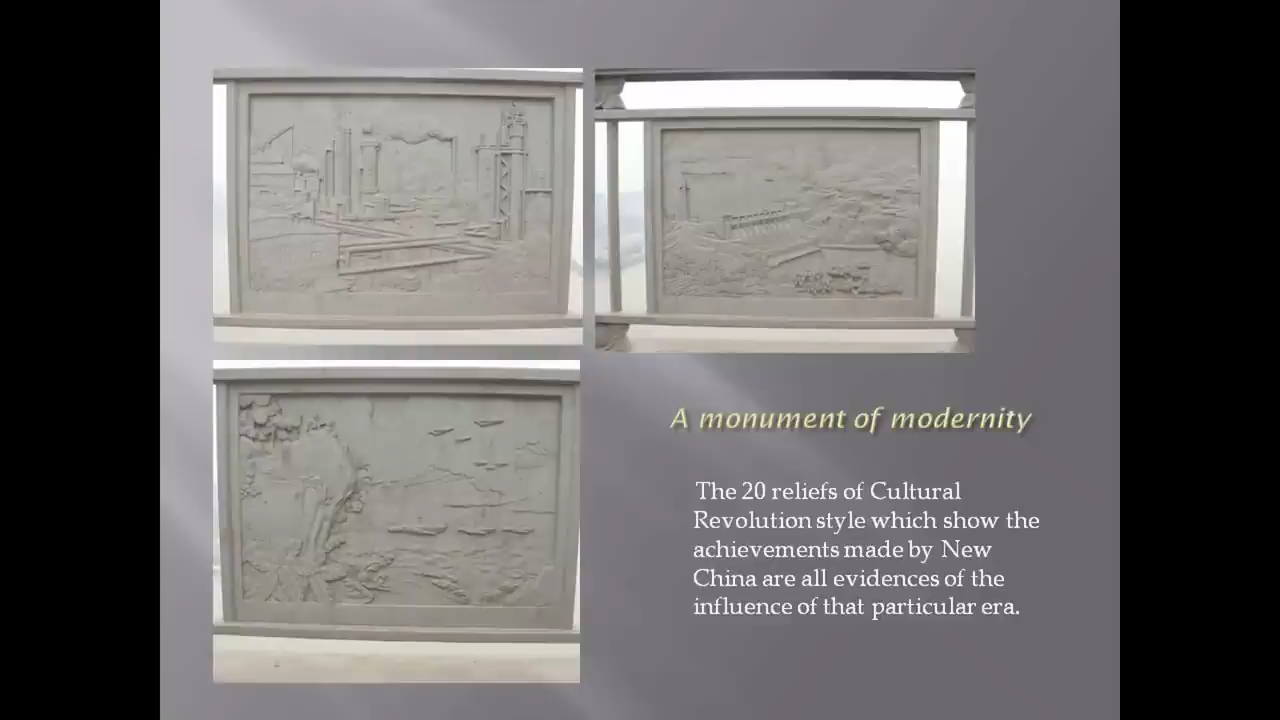 A monument of modernity
The 20 reliefs of Cultural
Revolution style which show the
achievements made by New
China are all evidences of the
influence of that particular era.